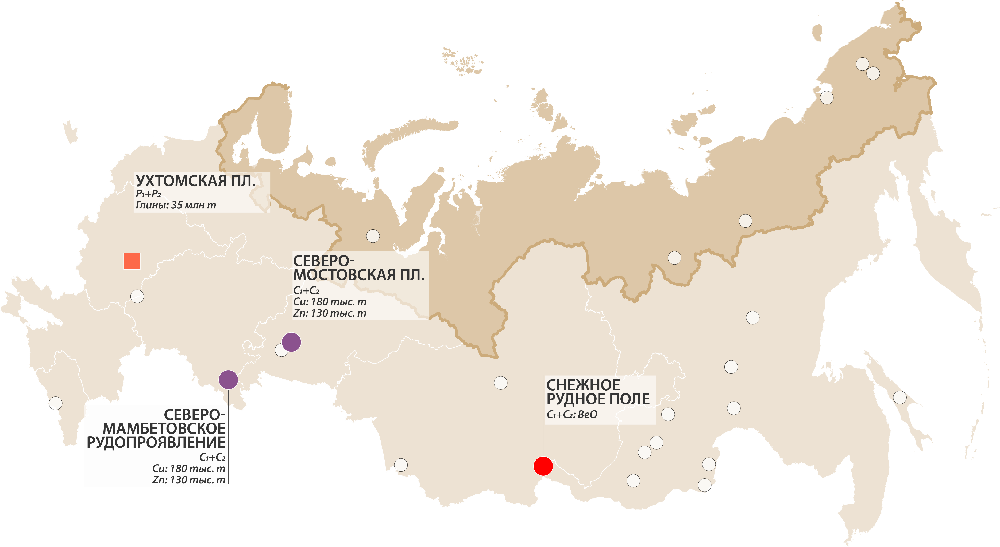 УХТОМСКАЯ ПЛ.
P₁+P₂
Глины: 35 млн т
СЕВЕРО-
МОСТОВСКАЯ ПЛ.
C₁+C₂
Cu: 180 тыс. т
Zn: 130 тыс. т
СНЕЖНОЕ
РУДНОЕ ПОЛЕ
C₁+C₂: BeO
СЕВЕРО-
МАМБЕТОВСКОЕ
РУДОПРОЯВЛЕНИЕ
C₁+C₂
Cu: 180 тыс. т
Zn: 130 тыс. т